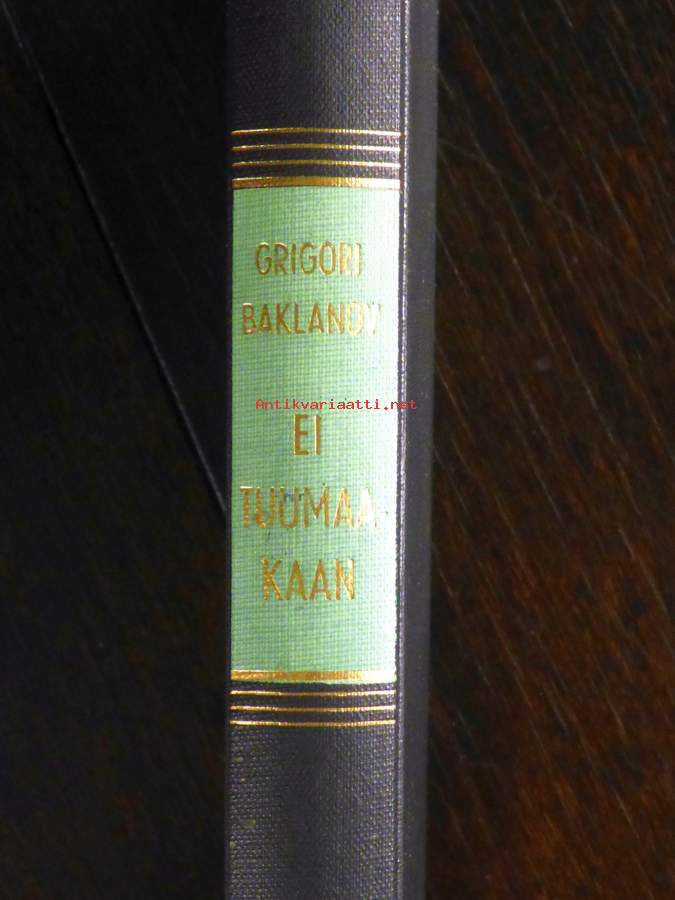 GRIGORI
BAKLANOV
Antikvariaatti.net
EI
TUUMAA-
KAAN